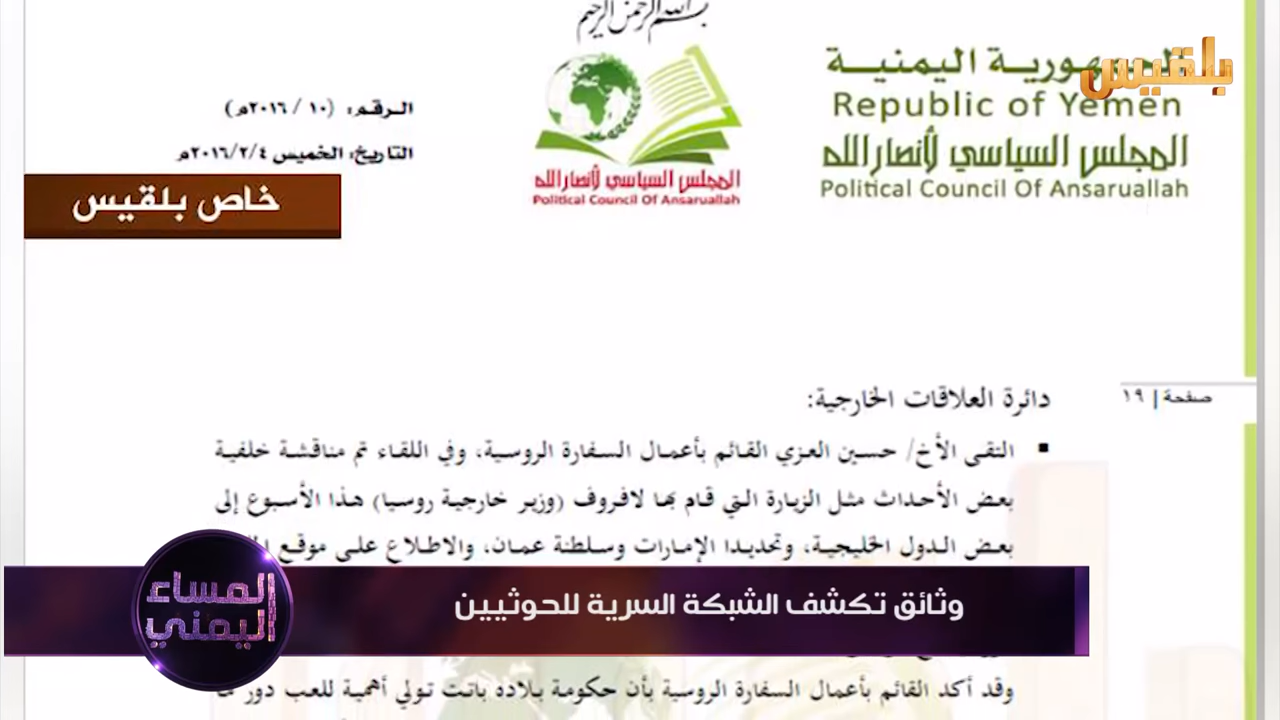 بسم الله الرحمن الرحيم
الجمهورية اليمنية
بلقيس
Republic of Yemen
المجلس السياسي لأنصار الله
Political Council Of Ansaruallah
المجلس السياسي لأنصار الله
Political Council Of Ansaruallah
الرقم: (١٠ / ٢٠١٦م)
التاريخ: الخميس ٢٠١٦/٢/٤م
خاص بلقيس
صفحة | ١٩
دائرة العلاقات الخارجية:
▪ التقى الأخ/ حسين العزي القائم بأعمال السفارة الروسية، وفي اللقاء تم مناقشة خلفية
بعض الأحداث مثل الزيارة التي قام بها لافروف (وزير خارجية روسيا) هذا الأسبوع إلى
بعض الدول الخليجية، وتحديدا الإمارات وسلطنة عمان، والاطلاع على موقع
وثائق تكشف الشبكة السرية للحوثيين
المساء
اليمني
وقد أكد القائم بأعمال السفارة الروسية بأن حكومة بلاده باتت تولي أهمية للعب دور ما